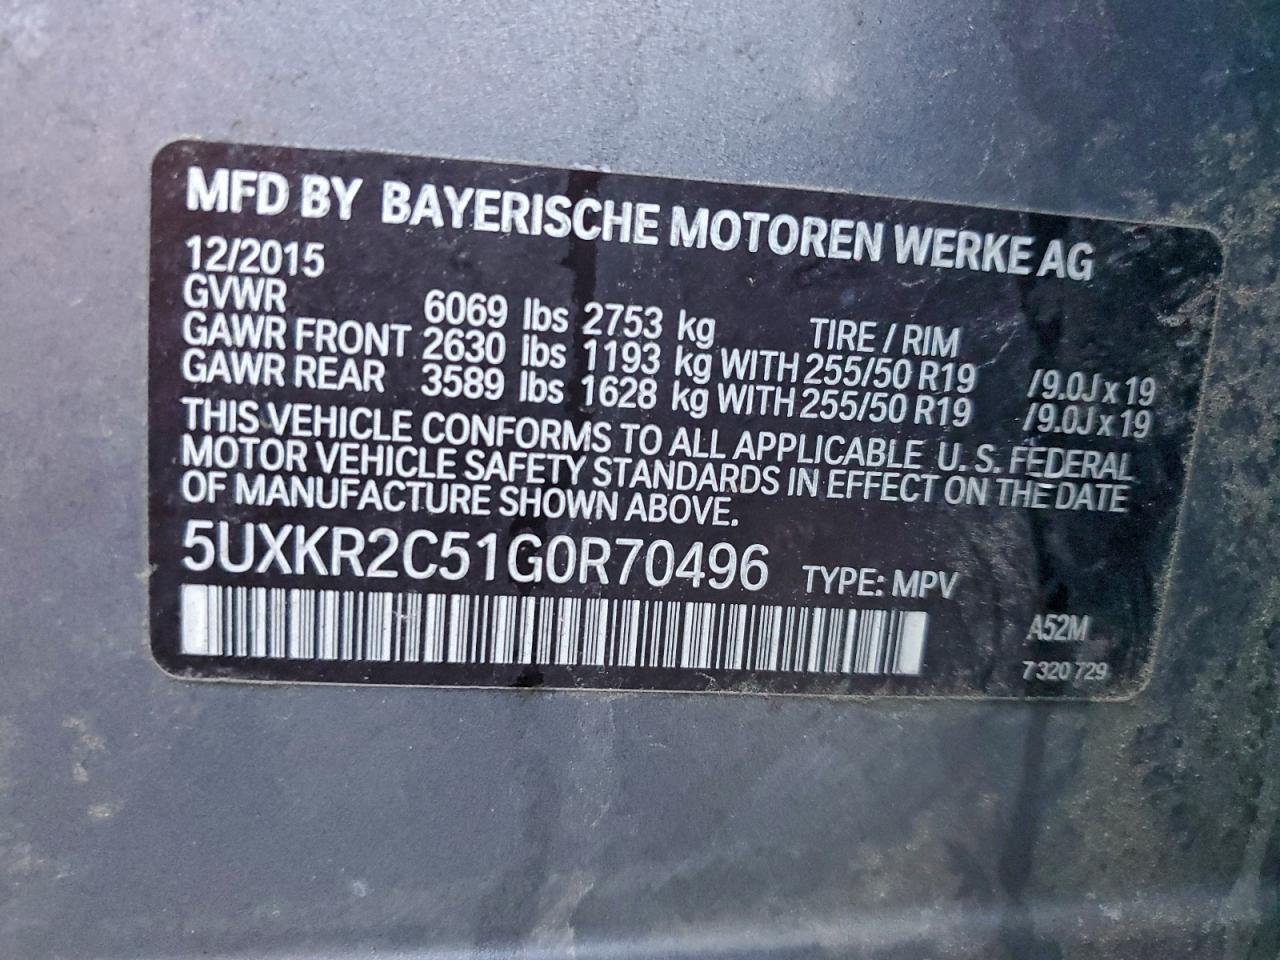 MFD BY BAYERISCHE MOTOREN WERKE AG
12/2015
GVWR 6069 lbs 2753 kg TIRE / RIM
GAWR FRONT 2630 lbs 1193 kg WITH 255/50 R19 /9.0J x 19
GAWR REAR 3589 lbs 1628 kg WITH 255/50 R19 /9.0J x 19
THIS VEHICLE CONFORMS TO ALL APPLICABLE U.S. FEDERAL
MOTOR VEHICLE SAFETY STANDARDS IN EFFECT ON THE DATE
OF MANUFACTURE SHOWN ABOVE.
5UXKR2C51G0R70496 TYPE: MPV
A52M
7 320 729